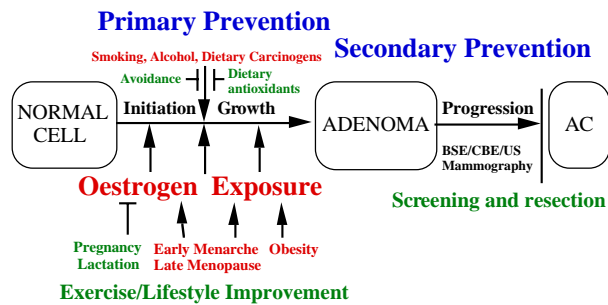 Primary Prevention
Smoking, Alcohol, Dietary Carcinogens
Secondary Prevention
Avoidance
Dietary
antioxidants
NORMAL
CELL
Initiation
Growth
ADENOMA
Progression
AC
BSE/CBE/US
Mammography
Oestrogen Exposure
Screening and resection
Pregnancy
Lactation
Early Menarche
Late Menopause
Obesity
Exercise/Lifestyle Improvement